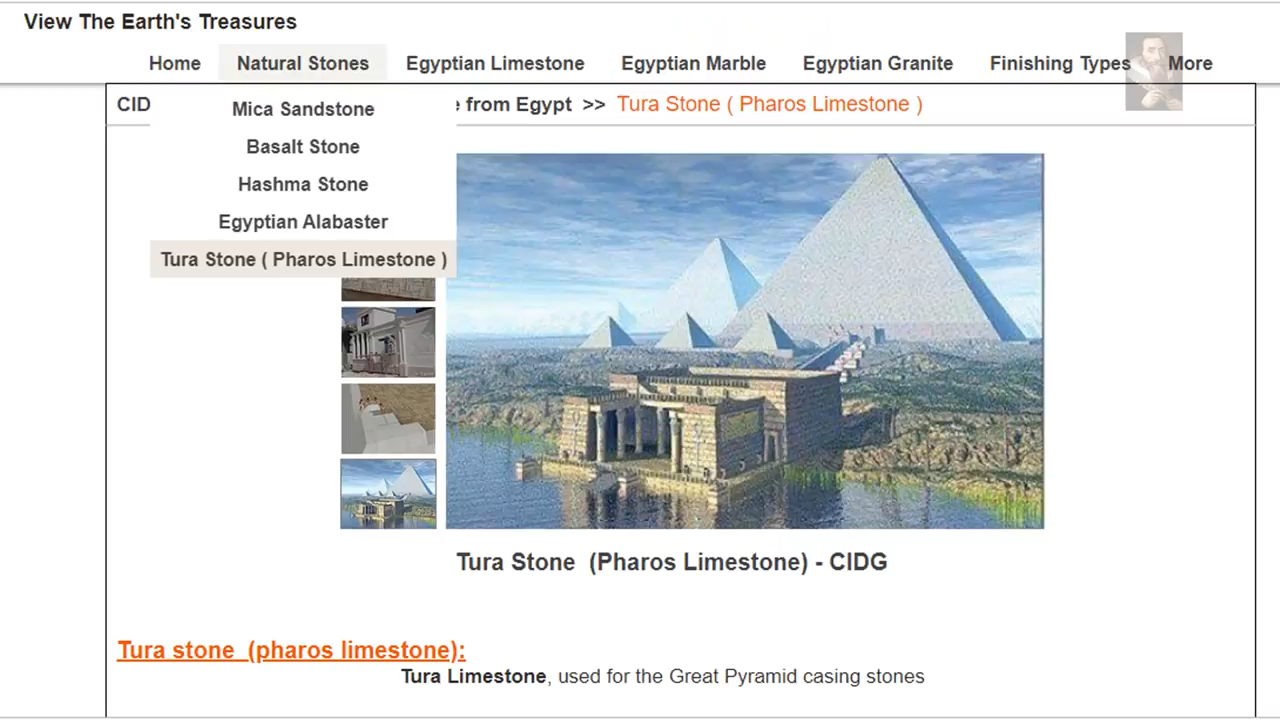 View The Earth's Treasures
Home Natural Stones Egyptian Limestone Egyptian Marble Egyptian Granite Finishing Types More
CID
e from Egypt >> Tura Stone ( Pharos Limestone )
Mica Sandstone
Basalt Stone
Hashma Stone
Egyptian Alabaster
Tura Stone ( Pharos Limestone )
Tura Stone (Pharos Limestone) - CIDG
Tura stone (pharos limestone):
Tura Limestone, used for the Great Pyramid casing stones